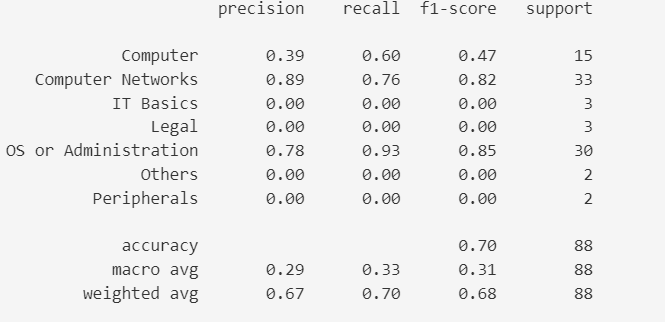 precision recall f1-score support
Computer 0.39 0.60 0.47 15
Computer Networks 0.89 0.76 0.82 33
IT Basics 0.00 0.00 0.00 3
Legal 0.00 0.00 0.00 3
OS or Administration 0.78 0.93 0.85 30
Others 0.00 0.00 0.00 2
Peripherals 0.00 0.00 0.00 2
accuracy 0.70 88
macro avg 0.29 0.33 0.31 88
weighted avg 0.67 0.70 0.68 88